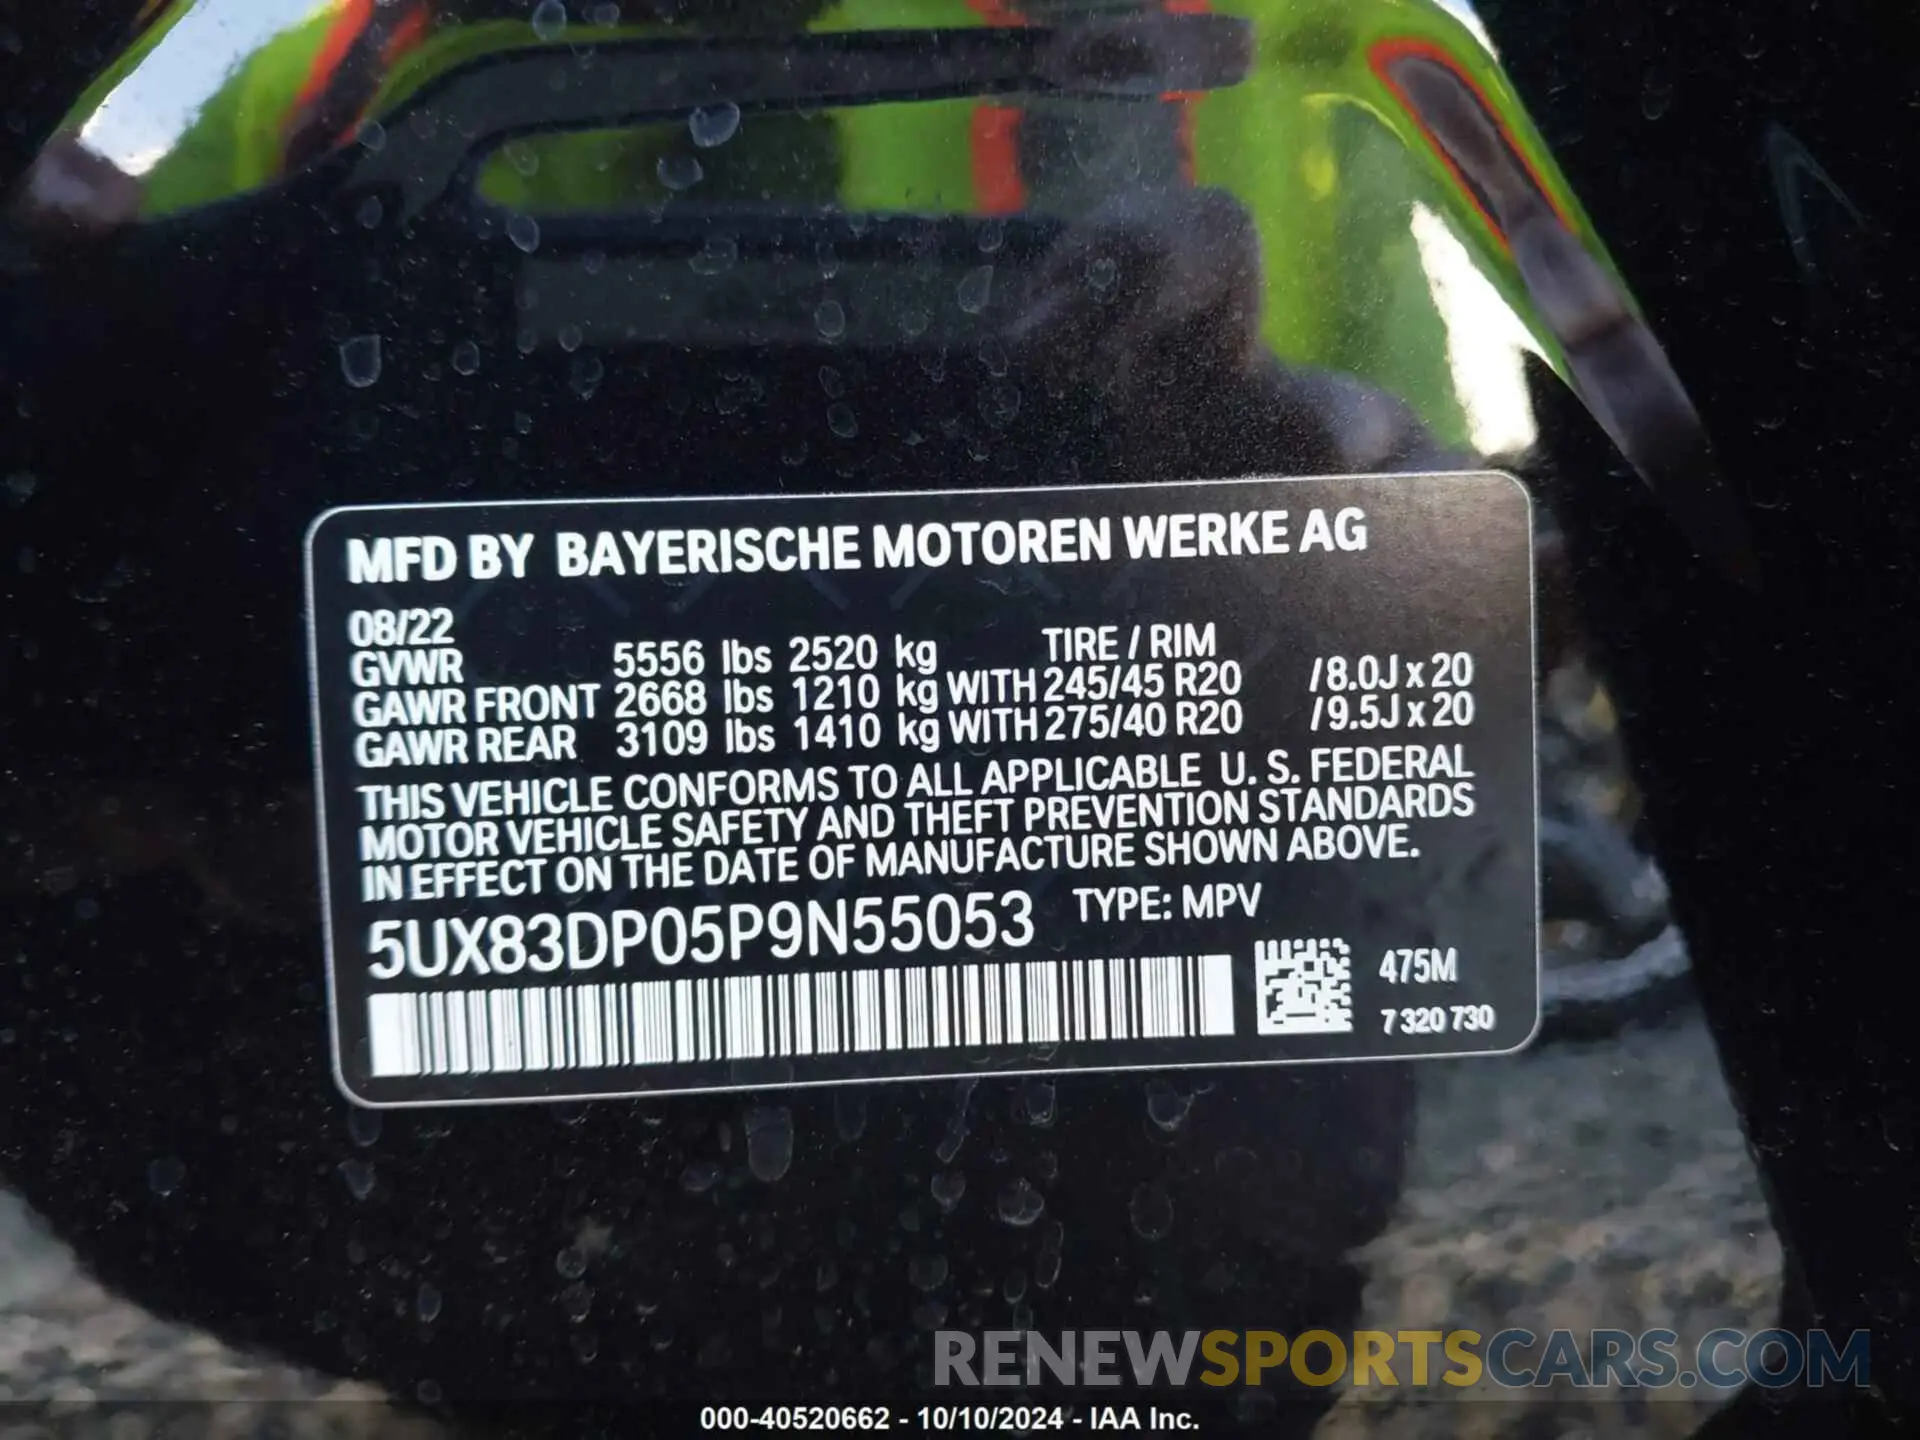 MFD BY BAYERISCHE MOTOREN WERKE AG
08/22 TIRE / RIM
GVWR 5556 lbs 2520 kg
GAWR FRONT 2668 lbs 1210 kg WITH 245/45 R20 /8.0J x 20
GAWR REAR 3109 lbs 1410 kg WITH 275/40 R20 /9.5J x 20
THIS VEHICLE CONFORMS TO ALL APPLICABLE U. S. FEDERAL
MOTOR VEHICLE SAFETY AND THEFT PREVENTION STANDARDS
IN EFFECT ON THE DATE OF MANUFACTURE SHOWN ABOVE.
5UX83DP05P9N55053 TYPE: MPV
475M
7 320 730
RENEWSPORTSCARS.COM
000-40520662 - 10/10/2024 - IAA Inc.